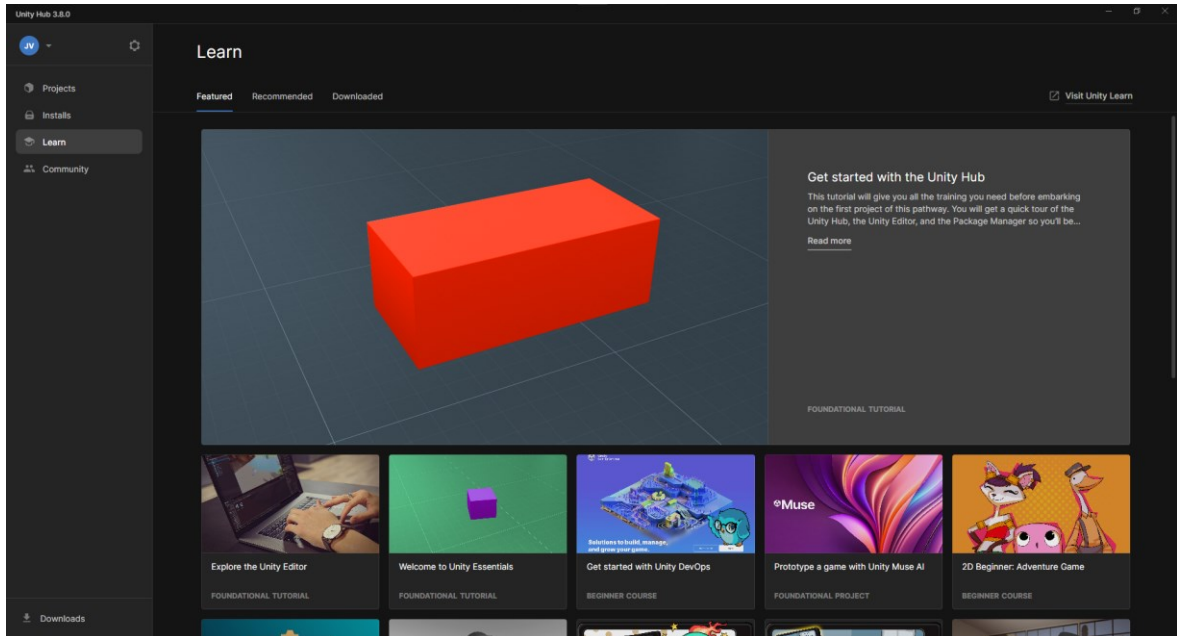 Unity Hub 3.8.0
JV
Projects
Installs
Learn
Community
Downloads
Learn
Featured
Recommended
Downloaded
Visit Unity Learn
Get started with the Unity Hub
This tutorial will give you all the training you need before embarking
on the first project of this pathway. You will get a quick tour of the
Unity Hub, the Unity Editor, and the Package Manager so you'll be...
Read more
FOUNDATIONAL TUTORIAL
Explore the Unity Editor
FOUNDATIONAL TUTORIAL
Welcome to Unity Essentials
FOUNDATIONAL TUTORIAL
Solutions to build, manage,
and grow your game.
Get started with Unity DevOps
BEGINNER COURSE
Muse
Prototype a game with Unity Muse AI
FOUNDATIONAL PROJECT
2D Beginner: Adventure Game
BEGINNER COURSE